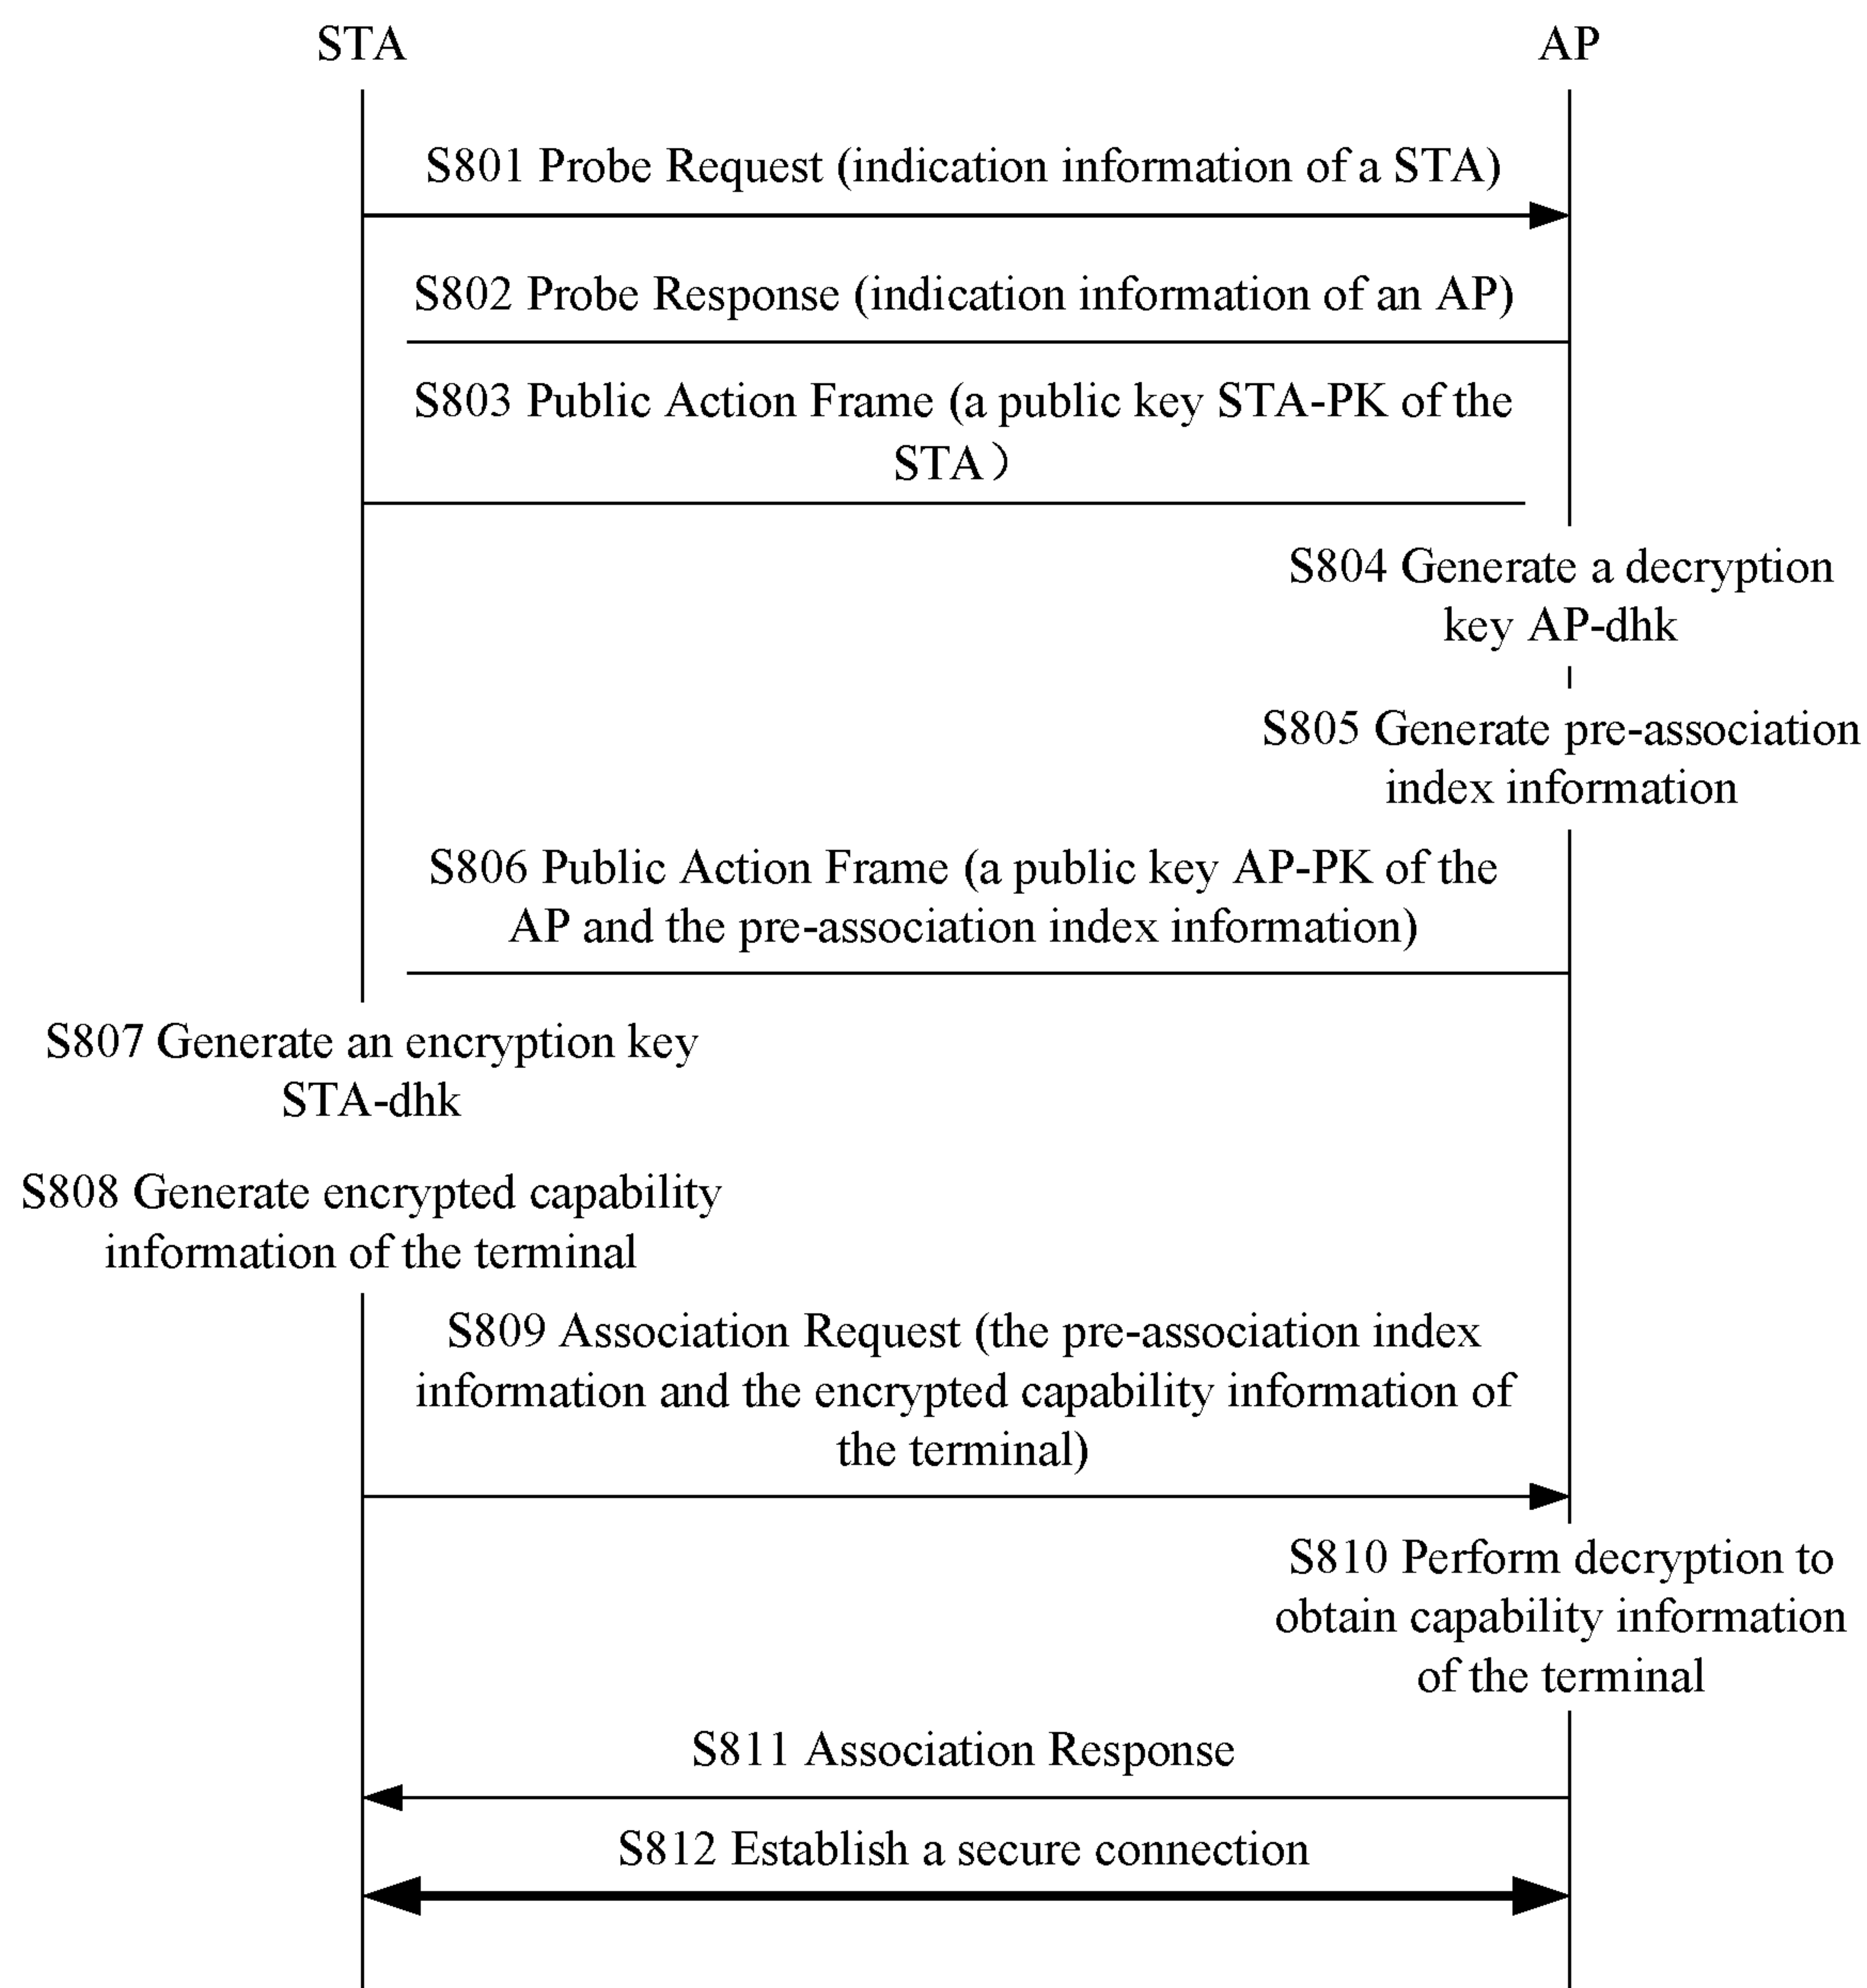 STA
AP
S801 Probe Request (indication information of a STA)
S802 Probe Response (indication information of an AP)
S803 Public Action Frame (a public key STA-PK of the
STA）
S804 Generate a decryption
key AP-dhk
S805 Generate pre-association
index information
S806 Public Action Frame (a public key AP-PK of the
AP and the pre-association index information)
S807 Generate an encryption key
STA-dhk
S808 Generate encrypted capability
information of the terminal
S809 Association Request (the pre-association index
information and the encrypted capability information of
the terminal)
S810 Perform decryption to
obtain capability information
of the terminal
S811 Association Response
S812 Establish a secure connection